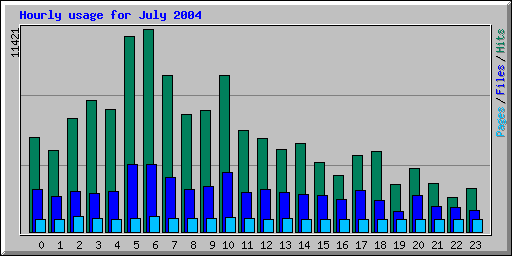 Hourly usage for July 2004
11421
Pages / Files / Hits
0 1 2 3 4 5 6 7 8 9 10 11 12 13 14 15 16 17 18 19 20 21 22 23